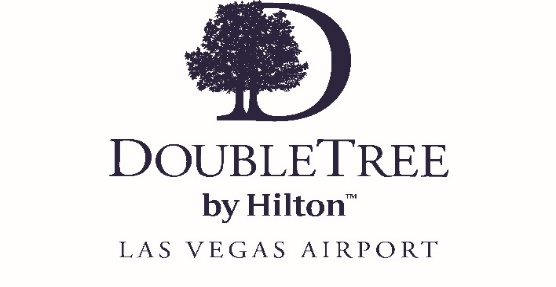 D
DOUBLETREE
by Hilton™
LAS VEGAS AIRPORT